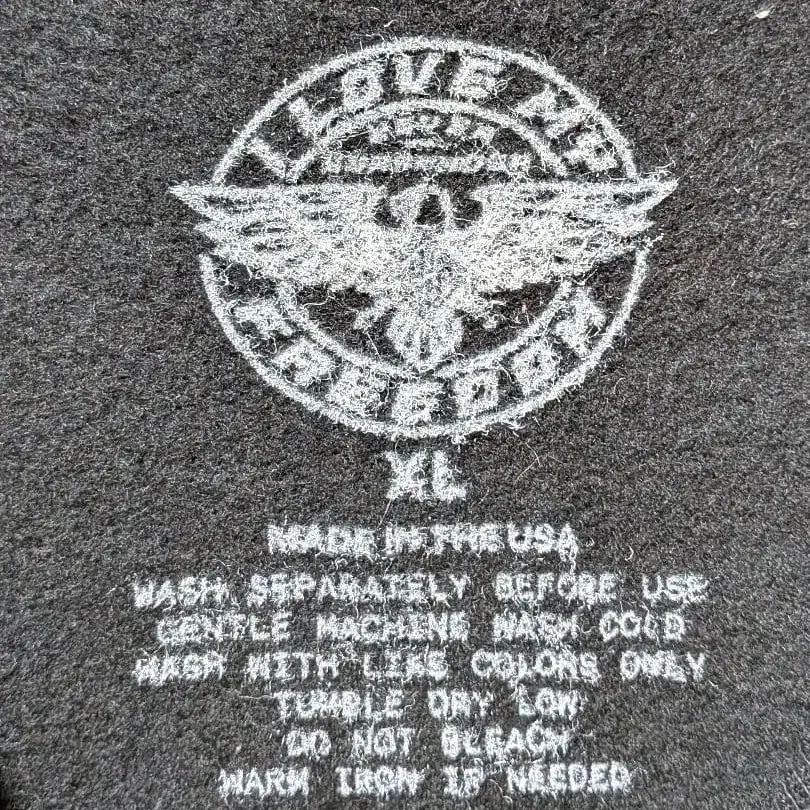 I LOVE MY
FREEDOM
XL
MADE IN THE USA
WASH SEPARATELY BEFORE USE
GENTLE MACHINE WASH COLD
WASH WITH LIKE COLORS ONLY
TUMBLE DRY LOW
DO NOT BLEACH
WARM IRON IF NEEDED